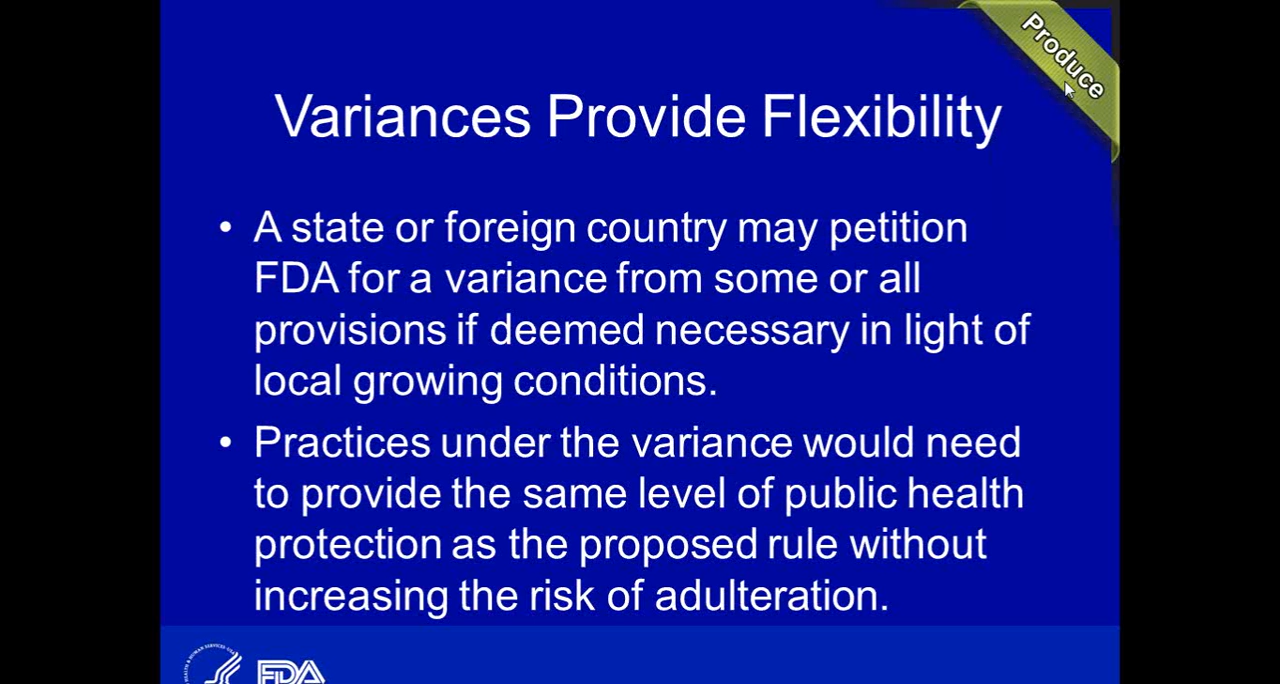 Produce
Variances Provide Flexibility
• A state or foreign country may petition
FDA for a variance from some or all
provisions if deemed necessary in light of
local growing conditions.
• Practices under the variance would need
to provide the same level of public health
protection as the proposed rule without
increasing the risk of adulteration.
FDA